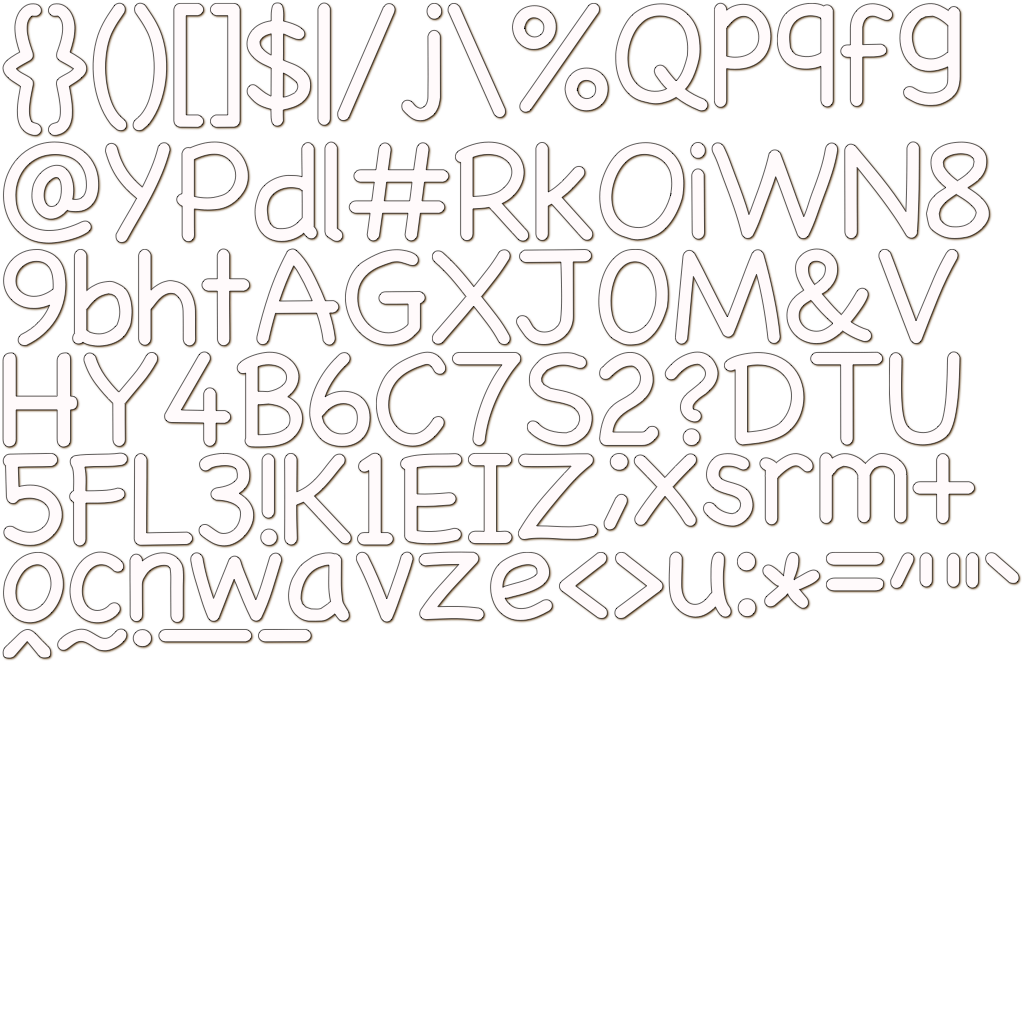 {}()[]$|/j\%Qpqfg
@yPdl#RkOiWN8
9bhtAGXJ0M&V
HY4B6C7S2?DTU
5FL3!K1EIZ;xsrm+
ocnwavze<>u:*='"`
^~._-